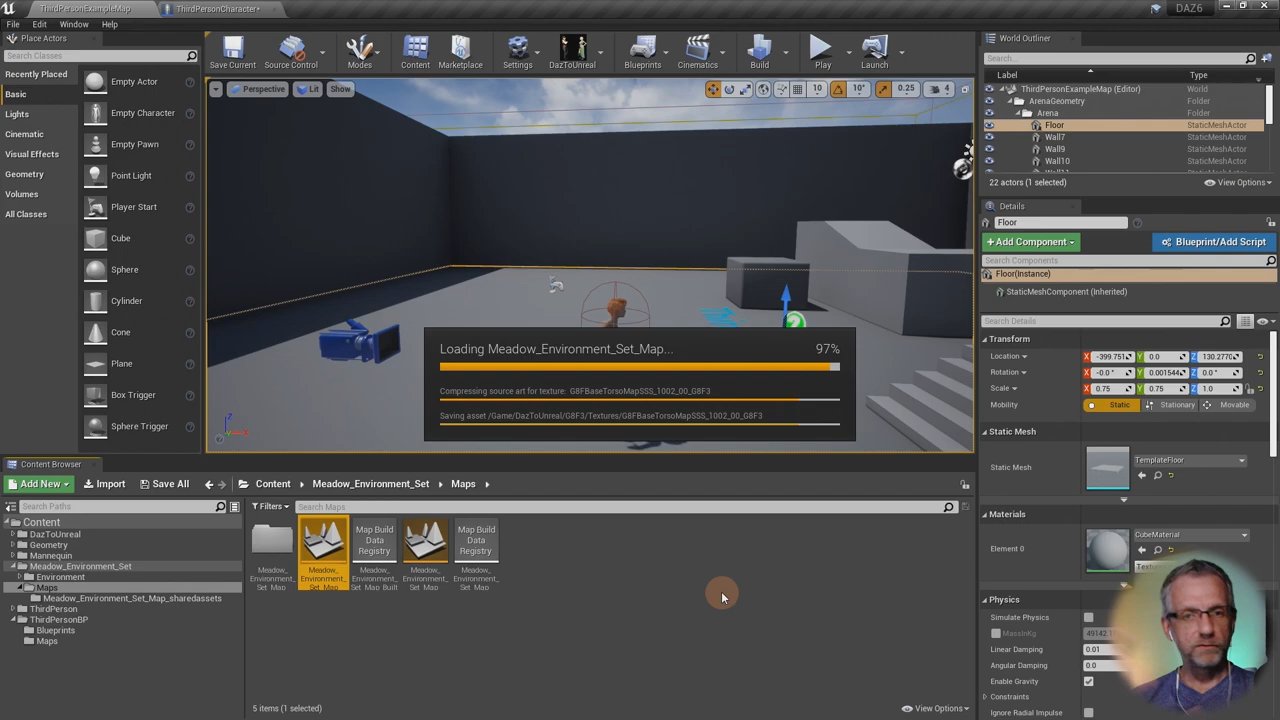 ThirdPersonExampleMap
ThirdPersonCharacter*
DAZ6
File Edit Window Help
Place Actors
Search Classes
Recently Placed
Basic
Lights
Cinematic
Visual Effects
Geometry
Volumes
All Classes
Empty Actor
Empty Character
Empty Pawn
Point Light
Player Start
Cube
Sphere
Cylinder
Cone
Plane
Box Trigger
Sphere Trigger
Save Current
Source Control
Modes
Content
Marketplace
Settings
DazToUnreal
Blueprints
Cinematics
Build
Play
Launch
Perspective
Lit
Show
10
10°
0.25
4
Loading Meadow_Environment_Set_Map...
97%
Compressing source art for texture: G8FBaseTorsoMapSSS_1002_00_G8F3
Saving asset /Game/DazToUnreal/G8F3/Textures/G8FBaseTorsoMapSSS_1002_00_G8F3
World Outliner
Search...
Label Type
ThirdPersonExampleMap (Editor) World
ArenaGeometry Folder
Arena Folder
Floor StaticMeshActor
Wall7 StaticMeshActor
Wall9 StaticMeshActor
Wall10 StaticMeshActor
22 actors (1 selected)
View Options
Details
Floor
Add Component
Blueprint/Add Script
Search Components
Floor(Instance)
StaticMeshComponent (Inherited)
Search Details
Transform
Location X -399.751 Y 0.0 Z 130.2770
Rotation X -0.0 ° Y 0.001544 Z 0.0 °
Scale X 0.75 Y 0.75 Z 1.0
Mobility Static Stationary Movable
Static Mesh
Static Mesh
TemplateFloor
Materials
Element 0
CubeMaterial
Physics
Simulate Physics
MassInKg
Linear Damping 0.01
Angular Damping 0.0
Enable Gravity
Constraints
Ignore Radial Impulse
Content Browser
Add New
Import
Save All
Content
Meadow_Environment_Set
Maps
Search Paths
Filters
Search Maps
Content
DazToUnreal
Geometry
Mannequin
Meadow_Environment_Set
Environment
Maps
Meadow_Environment_Set_Map_sharedassets
ThirdPerson
ThirdPersonBP
Blueprints
Maps
Map Build Data Registry
Map Build Data Registry
Meadow_Environment_Set_Map
Meadow_Environment_Set_Map
Meadow_Environment_Set_Map_Built
Meadow_Environment_Set_Map
Meadow_Environment_Set_Map
5 items (1 selected)
View Options